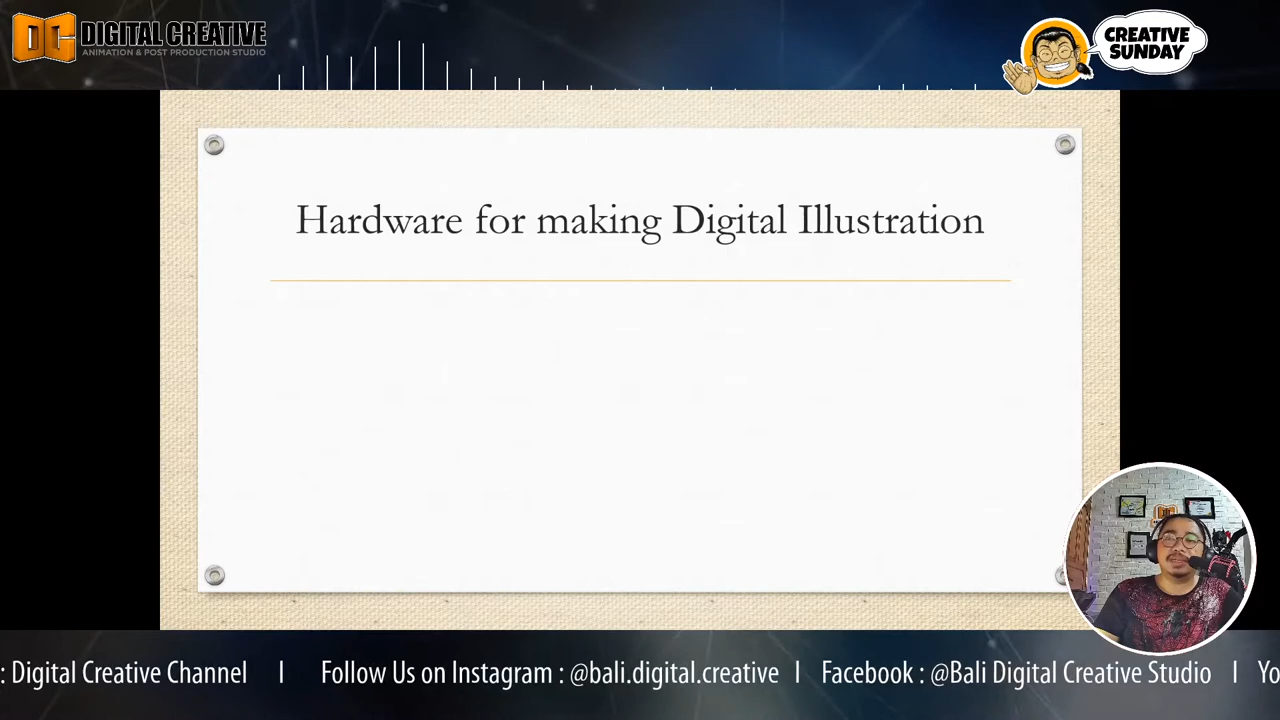 DIGITAL CREATIVE
ANIMATION & POST PRODUCTION STUDIO
CREATIVE
SUNDAY
Hardware for making Digital Illustration
: Digital Creative Channel I Follow Us on Instagram : @bali.digital.creative I Facebook : @Bali Digital Creative Studio I Yo